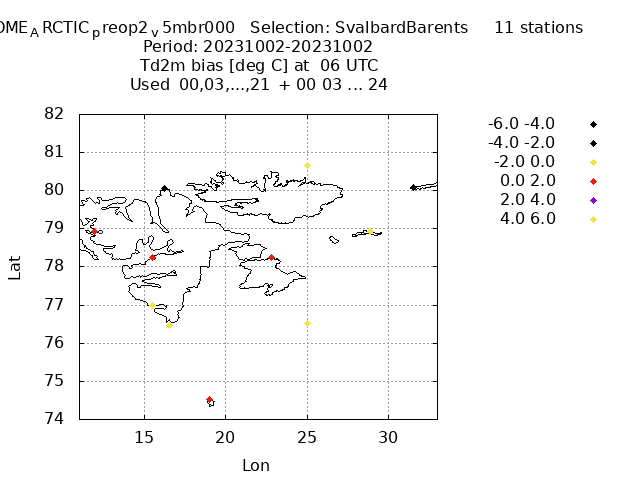 OME A RCTIC p reop2 v 5mbr000 Selection: SvalbardBarents 11 stations
Period: 20231002-20231002
Td2m bias [deg C] at 06 UTC
Used 00,03,...,21 + 00 03 ... 24
82
81
80
79
78
77
76
75
74
15 20 25 30
Lat
Lon
-6.0 -4.0
-4.0 -2.0
-2.0 0.0
0.0 2.0
2.0 4.0
4.0 6.0